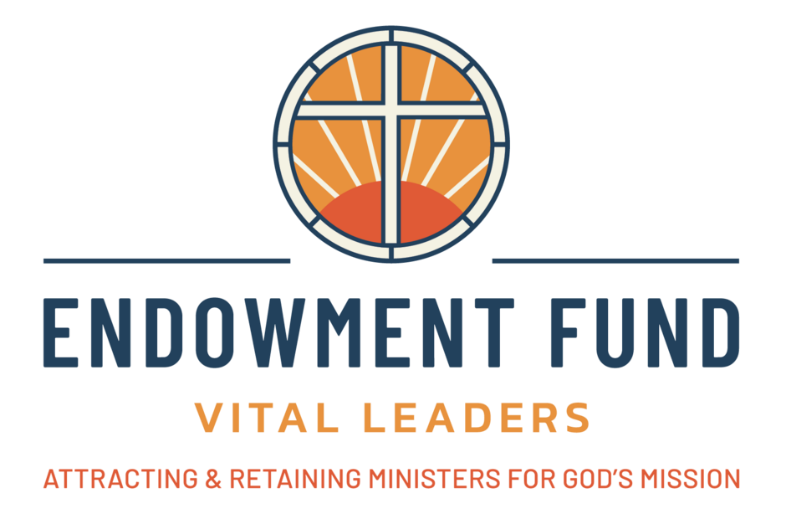 ENDOWMENT FUND
VITAL LEADERS
ATTRACTING & RETAINING MINISTERS FOR GOD'S MISSION